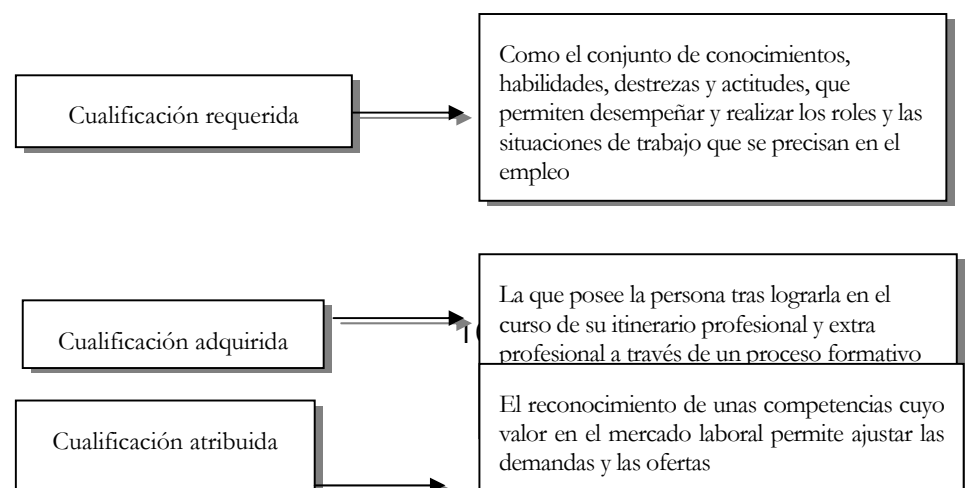 Cualificación requerida
Como el conjunto de conocimientos,
habilidades, destrezas y actitudes, que
permiten desempeñar y realizar los roles y las
situaciones de trabajo que se precisan en el
empleo
Cualificación adquirida
La que posee la persona tras lograrla en el
curso de su itinerario profesional y extra
profesional a través de un proceso formativo
Cualificación atribuida
El reconocimiento de unas competencias cuyo
valor en el mercado laboral permite ajustar las
demandas y las ofertas